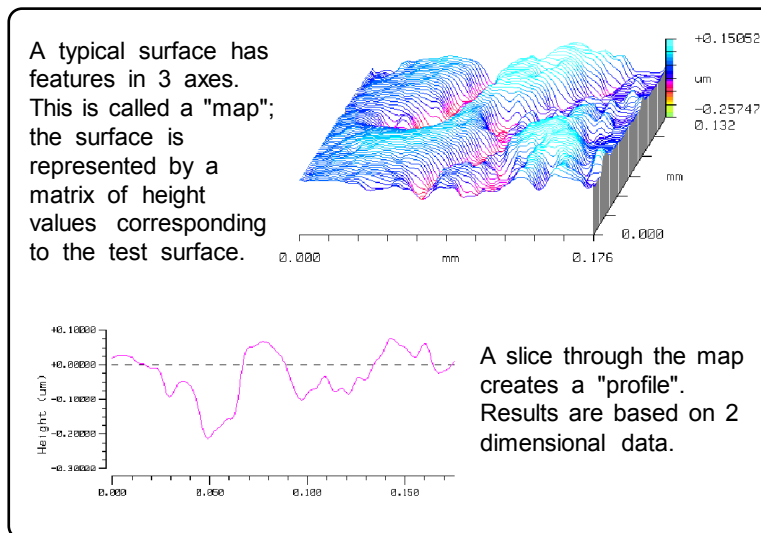 A typical surface has
features in 3 axes.
This is called a "map";
the surface is
represented by a
matrix of height
values corresponding
to the test surface.
+0.15052
um
-0.25747
0.132
mm
0.000
0.000
mm
0.176
+0.10000
+0.00000
-0.10000
-0.20000
-0.30000
Height (um)
0.000
0.050
0.100
0.150
A slice through the map
creates a "profile".
Results are based on 2
dimensional data.